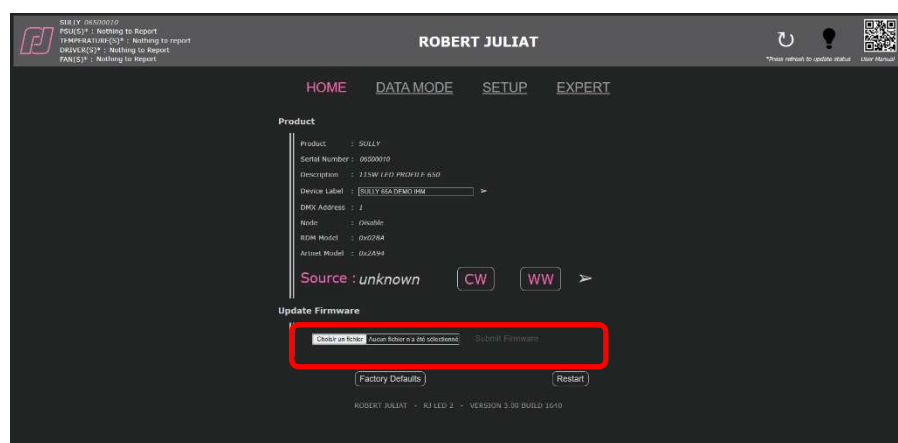 SULLY 06500010
PSU(S)* : Nothing to Report
TEMPERATURE(S)* : Nothing to report
DRIVER(S)* : Nothing to Report
FAN(S)* : Nothing to Report
ROBERT JULIAT
*Press refresh to update status
User Manual
HOME DATA MODE SETUP EXPERT
Product
Product : SULLY
Serial Number : 06500010
Description : 115W LED PROFILE 650
Device Label : SULLY 66A DEMO IHM ➢
DMX Address : 1
Node : Disable
RDM Model : 0x028A
Artnet Model : 0x2A94
Source : unknown CW WW ➢
Update Firmware
Choisir un fichier Aucun fichier n'a été sélectionné Submit Firmware
Factory Defaults Restart
ROBERT JULIAT - RJ LED 2 - VERSION 3.00 BUILD 1640